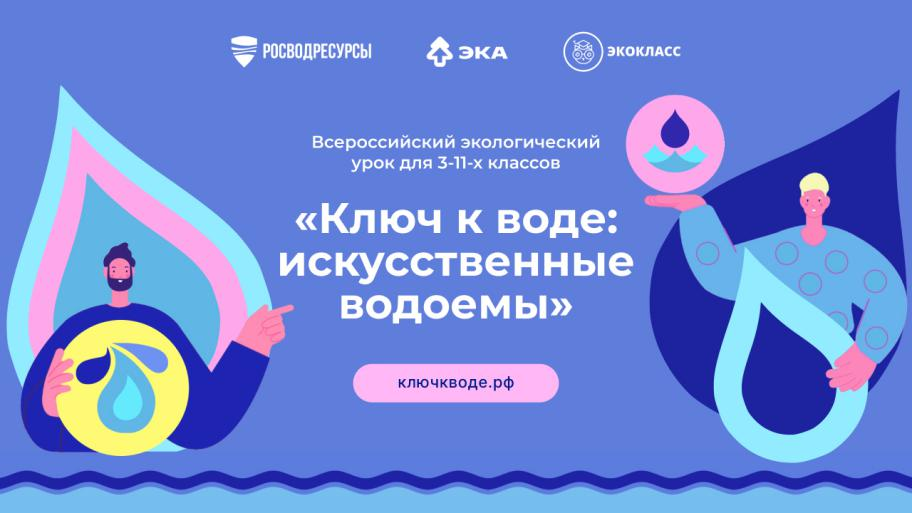 РОСВОДРЕСУРСЫ
ЭКА
ЭКОКЛАСС
Всероссийский экологический
урок для 3-11-х классов
«Ключ к воде:
искусственные
водоемы»
ключкводе.рф